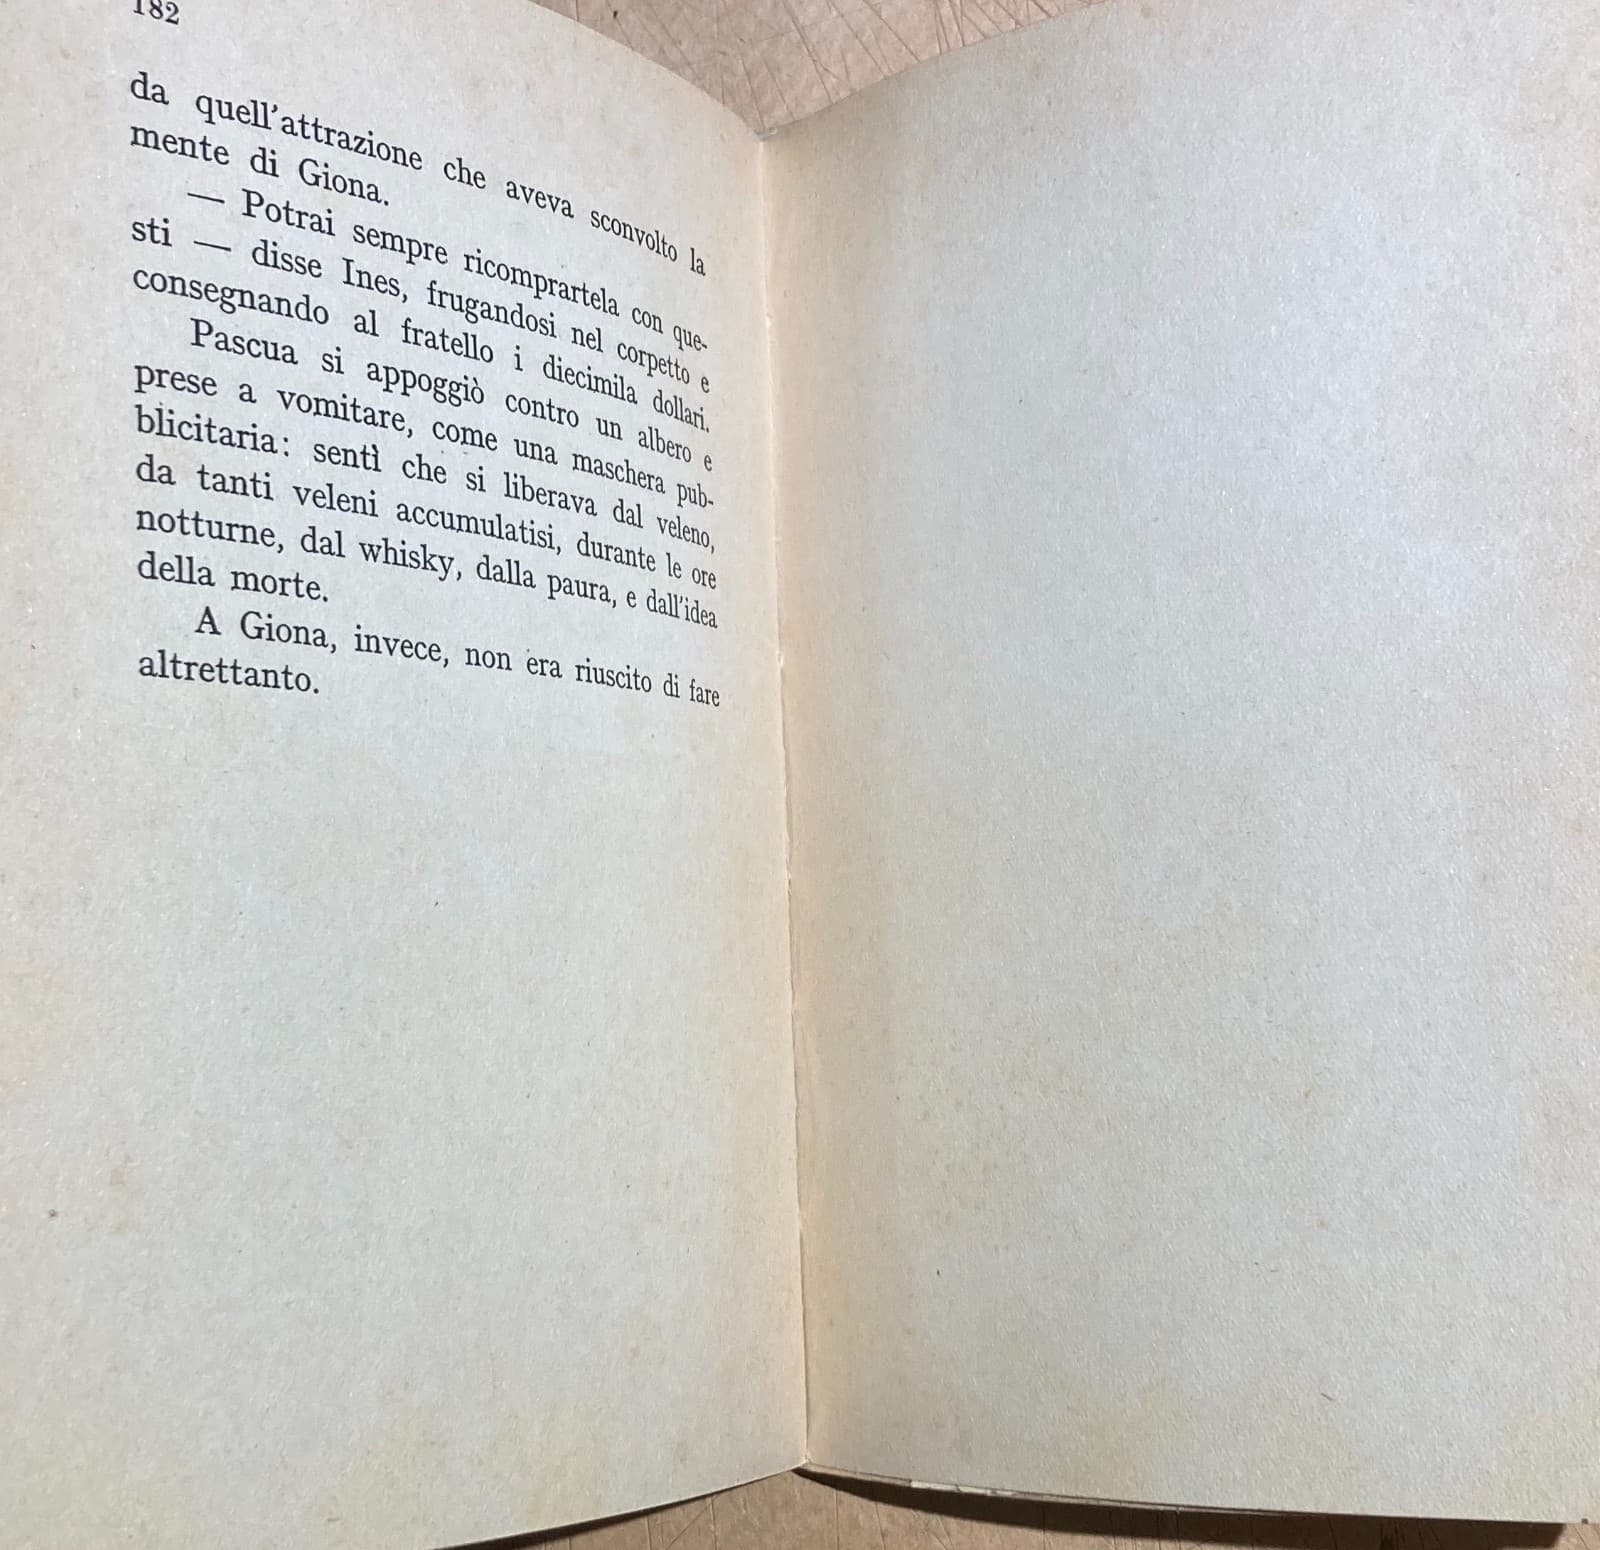 182
da quell'attrazione che aveva sconvolto la
mente di Giona.
— Potrai sempre ricomprartela con que-
sti — disse Ines, frugandosi nel corpetto e
consegnando al fratello i diecimila dollari.
Pascua si appoggiò contro un albero e
prese a vomitare, come una maschera pub-
blicitaria: sentì che si liberava dal veleno,
da tanti veleni accumulatisi, durante le ore
notturne, dal whisky, dalla paura, e dall'idea
della morte.
A Giona, invece, non era riuscito di fare
altrettanto.